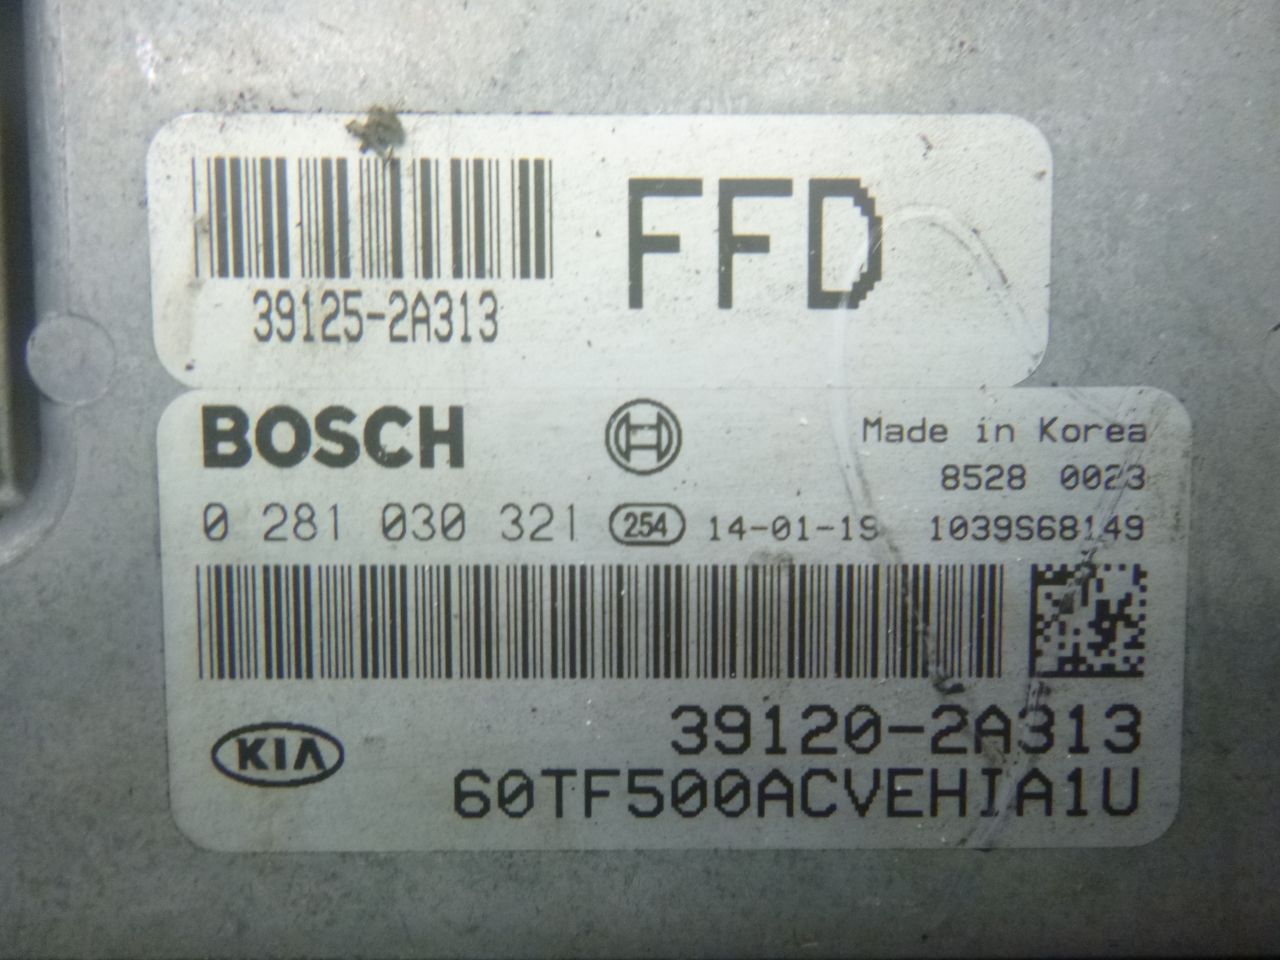 FFD
39125-2A313
BOSCH
Made in Korea
8528 0023
0 281 030 321 254 14-01-19 1039S68149
39120-2A313
KIA
60TF500ACVEHIA1U